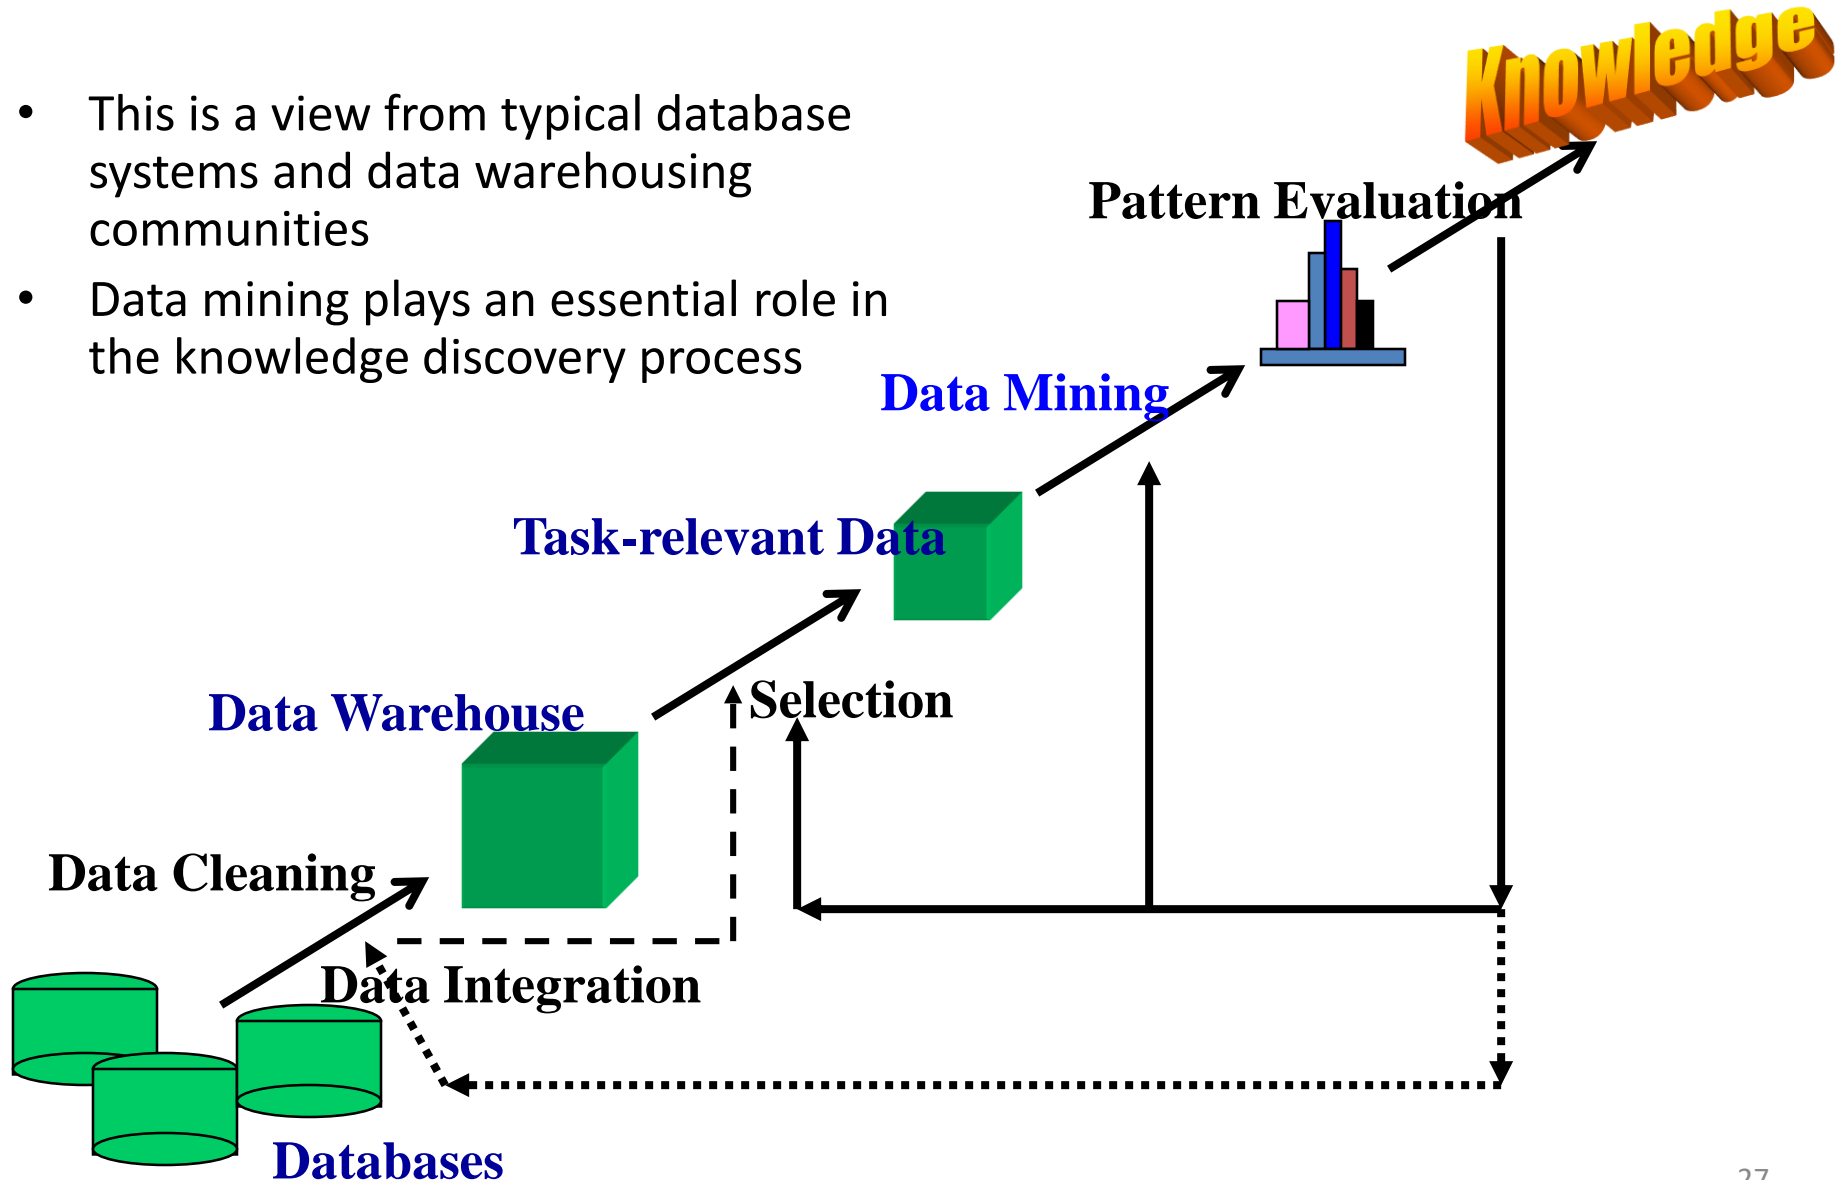 Knowledge
• This is a view from typical database
systems and data warehousing
communities
• Data mining plays an essential role in
the knowledge discovery process
Pattern Evaluation
Data Mining
Task-relevant Data
Selection
Data Warehouse
Data Cleaning
Data Integration
Databases
27